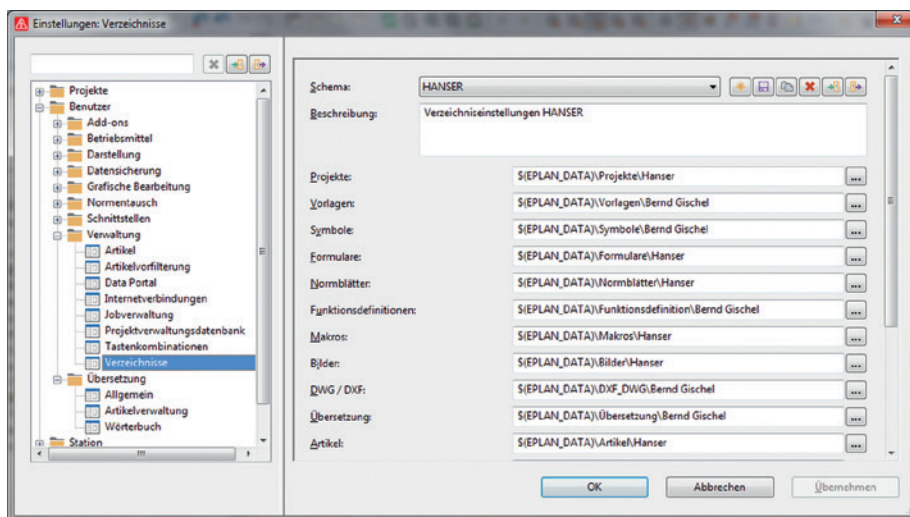 Einstellungen: Verzeichnisse
Projekte
Benutzer
Add-ons
Betriebsmittel
Darstellung
Datensicherung
Grafische Bearbeitung
Normentausch
Schnittstellen
Verwaltung
Artikel
Artikelvorfilterung
Data Portal
Internetverbindungen
Jobverwaltung
Projektverwaltungsdatenbank
Tastenkombinationen
Verzeichnisse
Übersetzung
Allgemein
Artikelverwaltung
Wörterbuch
Station
Schema: HANSER
Beschreibung: Verzeichniseinstellungen HANSER
Projekte: $(EPLAN_DATA)\Projekte\Hanser ...
Vorlagen: $(EPLAN_DATA)\Vorlagen\Bernd Gischel ...
Symbole: $(EPLAN_DATA)\Symbole\Bernd Gischel ...
Formulare: $(EPLAN_DATA)\Formulare\Hanser ...
Normblätter: $(EPLAN_DATA)\Normblätter\Hanser ...
Funktionsdefinitionen: $(EPLAN_DATA)\Funktionsdefinition\Bernd Gischel ...
Makros: $(EPLAN_DATA)\Makros\Hanser ...
Bilder: $(EPLAN_DATA)\Bilder\Hanser ...
DWG / DXF: $(EPLAN_DATA)\DXF_DWG\Bernd Gischel ...
Übersetzung: $(EPLAN_DATA)\Übersetzung\Bernd Gischel ...
Artikel: $(EPLAN_DATA)\Artikel\Hanser ...
OK Abbrechen Übernehmen